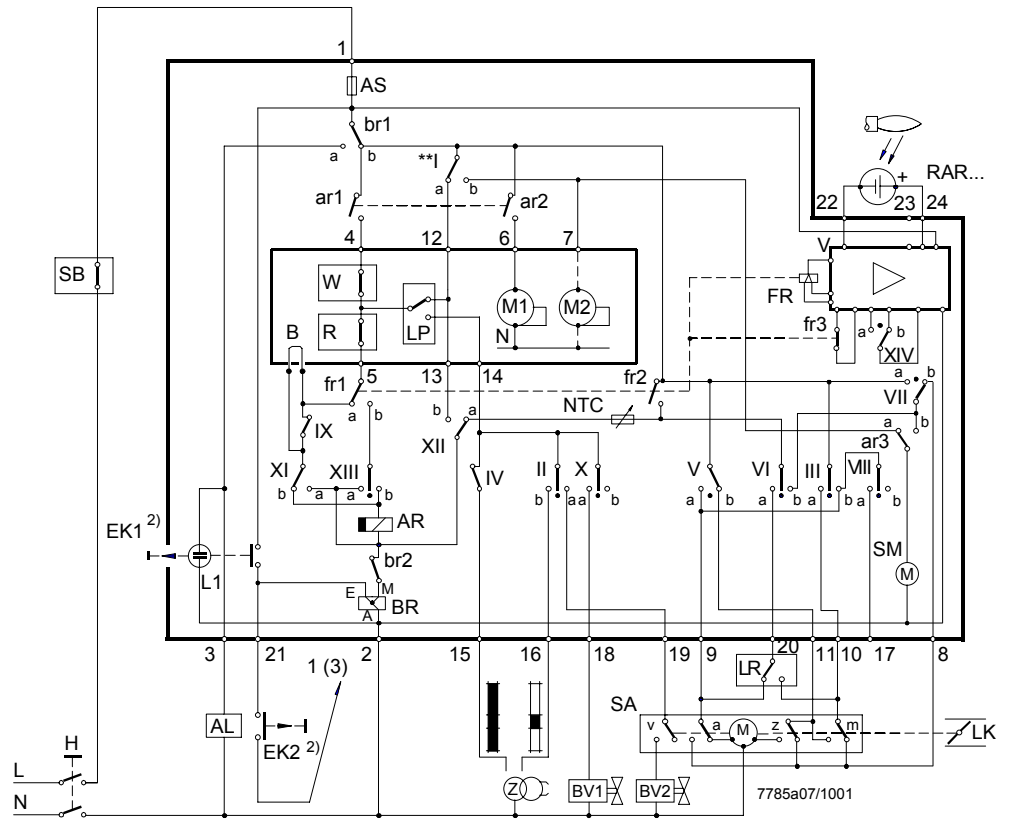 1
AS
br1
a b
**I
a b
ar1
ar2
4 12 6 7
+
RAR...
22 23 24
V
FR
fr3
a b
XIV
SB
W
R
LP
M1
M2
N
B
5 13 14
fr1
a b
fr2
NTC
a b
VII
b a
XII
a b
ar3
IX
XI
XIII
IV
II X
V
VI III VIII
b a
a b
b a
a b
a b
a b
a b
a b
AR
br2
E M
A
BR
EK1 2)
L1
SM
M
3 21 2 15 16 18 19 9 20 11 10 17 8
1 (3)
LR
AL
EK2 2)
SA
v a M z m
LK
H
L
N
Z
BV1
BV2
7785a07/1001